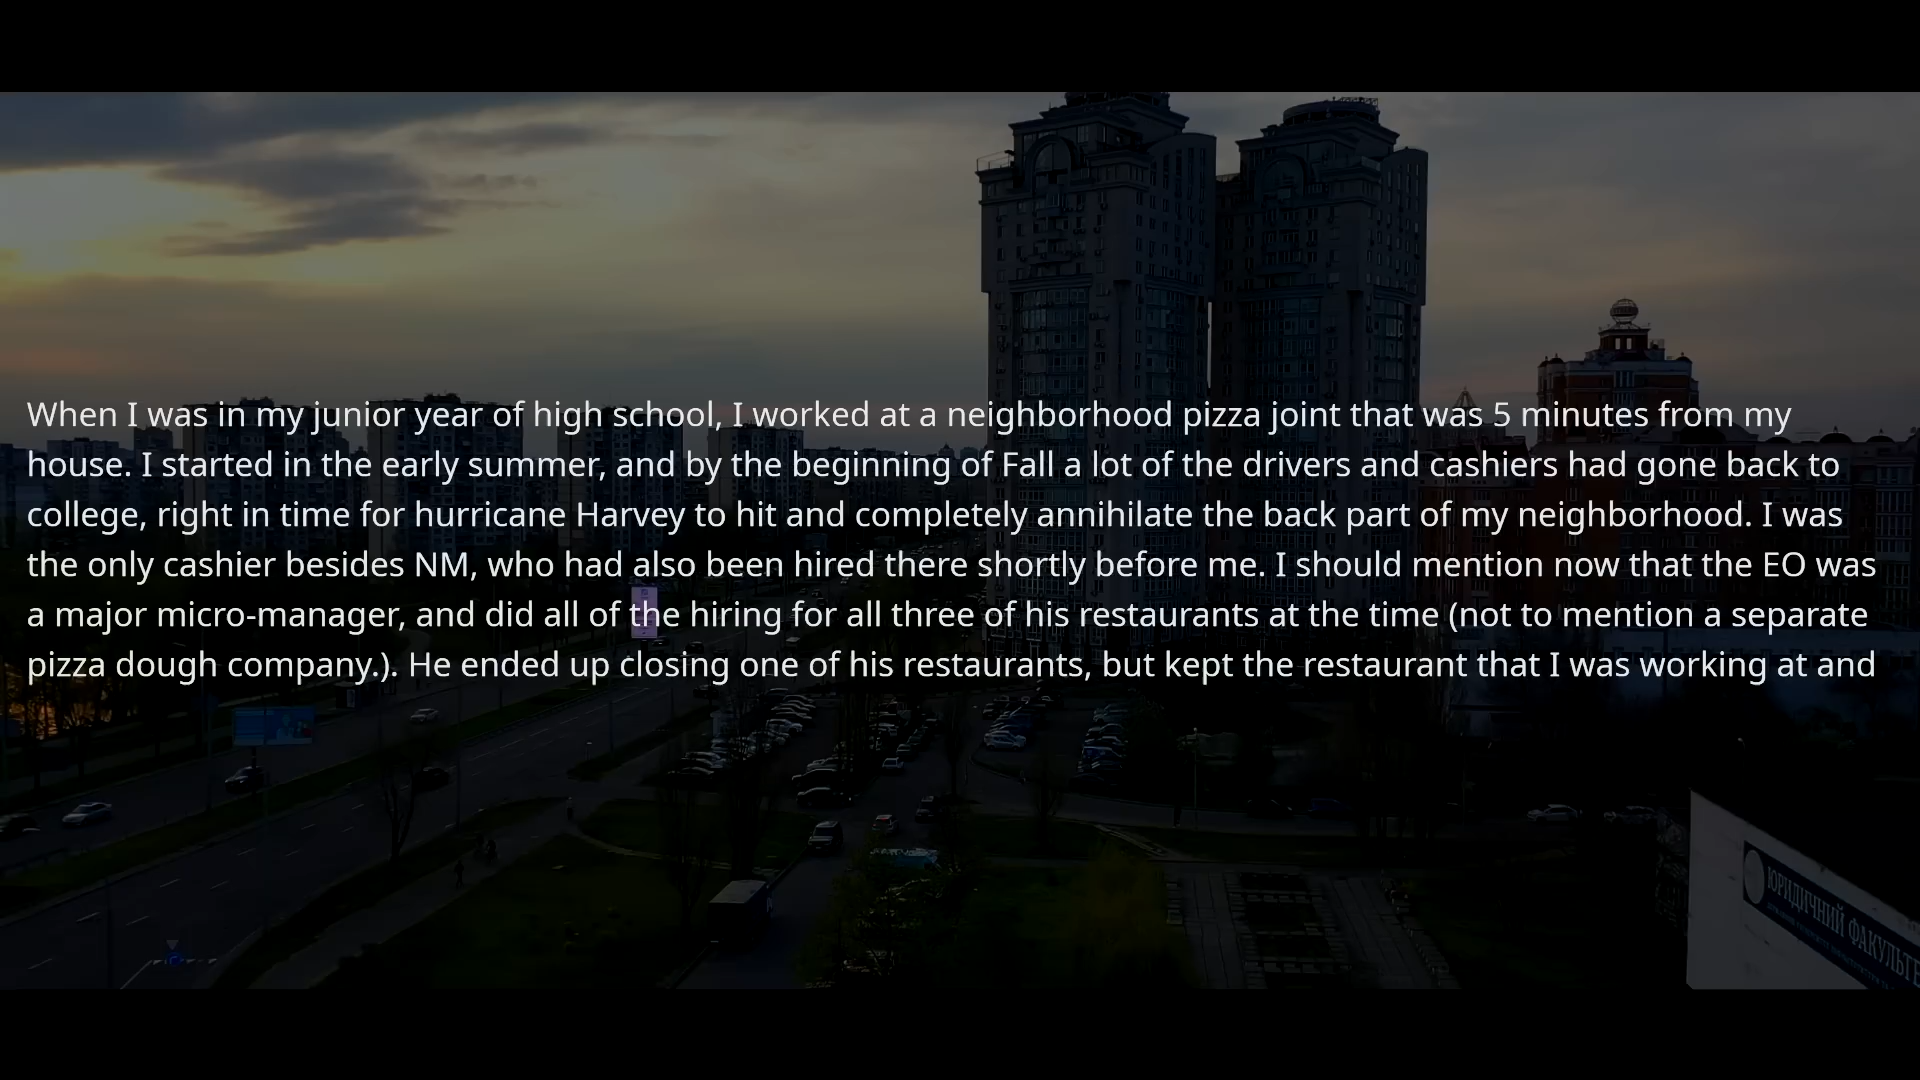 When I was in my junior year of high school, I worked at a neighborhood pizza joint that was 5 minutes from my
house. I started in the early summer, and by the beginning of Fall a lot of the drivers and cashiers had gone back to
college, right in time for hurricane Harvey to hit and completely annihilate the back part of my neighborhood. I was
the only cashier besides NM, who had also been hired there shortly before me. I should mention now that the EO was
a major micro-manager, and did all of the hiring for all three of his restaurants at the time (not to mention a separate
pizza dough company.). He ended up closing one of his restaurants, but kept the restaurant that I was working at and
ЮРИДИЧНИЙ ФАКУЛЬТЕ